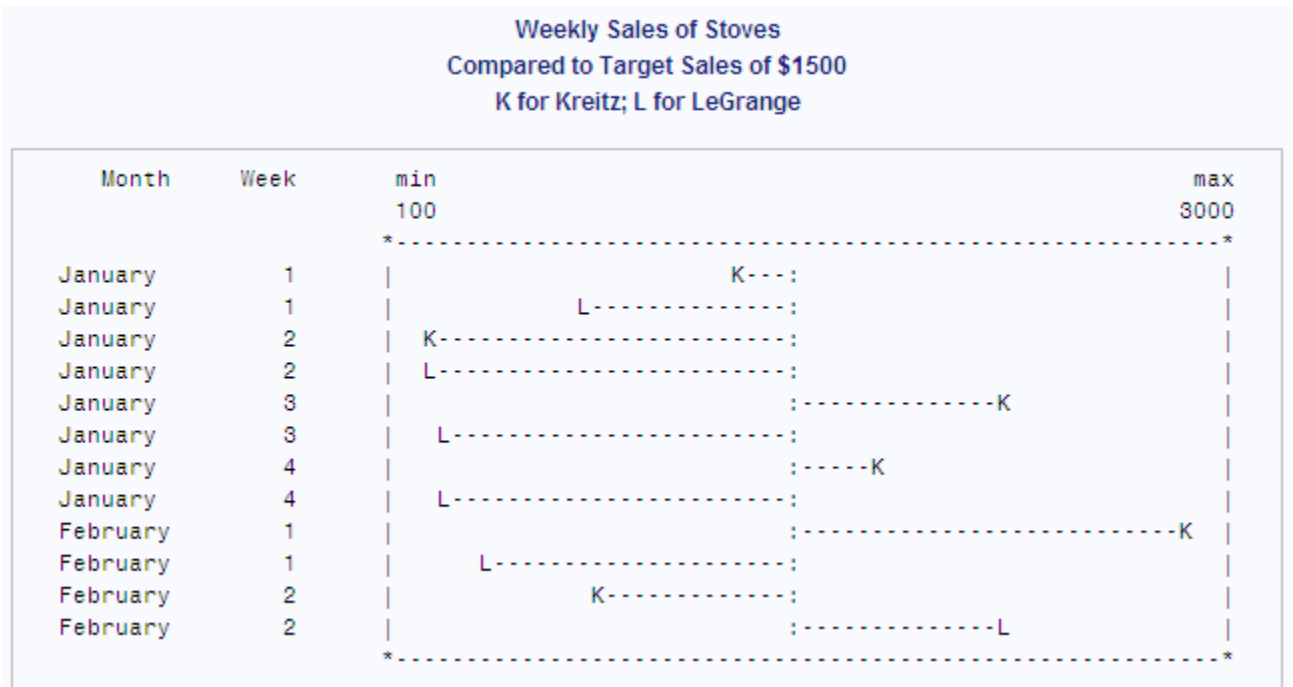 Weekly Sales of Stoves
Compared to Target Sales of $1500
K for Kreitz; L for LeGrange
Month Week min max
100 3000
*-----------------------------------------------------------*
January 1 | K---: |
January 1 | L--------------: |
January 2 | K-------------------------: |
January 2 | L-------------------------: |
January 3 | :--------------K |
January 3 | L------------------------: |
January 4 | :-----K |
January 4 | L------------------------: |
February 1 | :---------------------------K |
February 1 | L---------------------: |
February 2 | K-------------: |
February 2 | :--------------L |
*-----------------------------------------------------------*